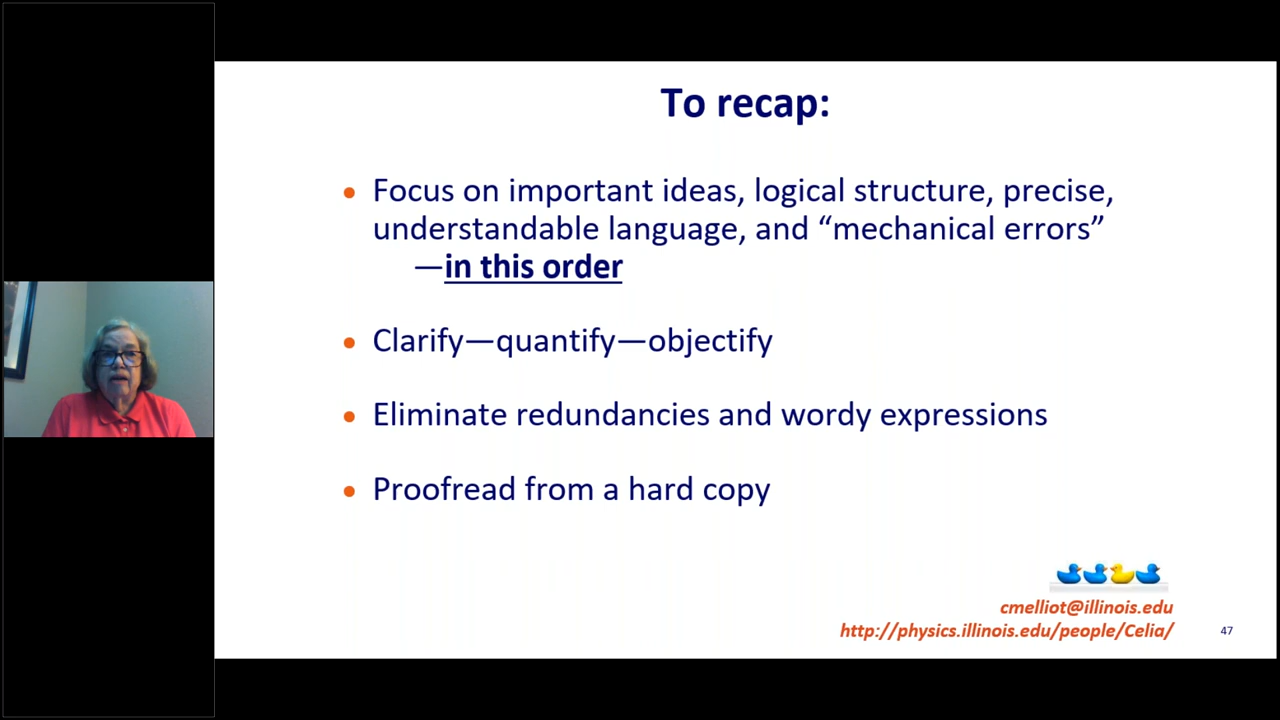 To recap:
• Focus on important ideas, logical structure, precise,
understandable language, and “mechanical errors”
—in this order
• Clarify—quantify—objectify
• Eliminate redundancies and wordy expressions
• Proofread from a hard copy
cmelliot@illinois.edu
http://physics.illinois.edu/people/Celia/
47